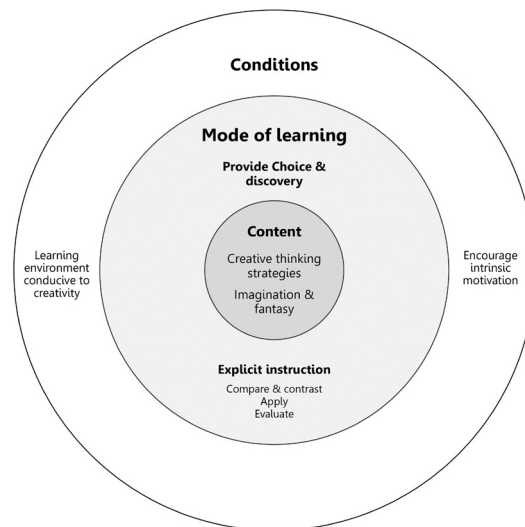 Conditions
Mode of learning
Provide Choice &
discovery
Content
Creative thinking
strategies
Imagination &
fantasy
Learning
environment
conducive to
creativity
Encourage
intrinsic
motivation
Explicit instruction
Compare & contrast
Apply
Evaluate